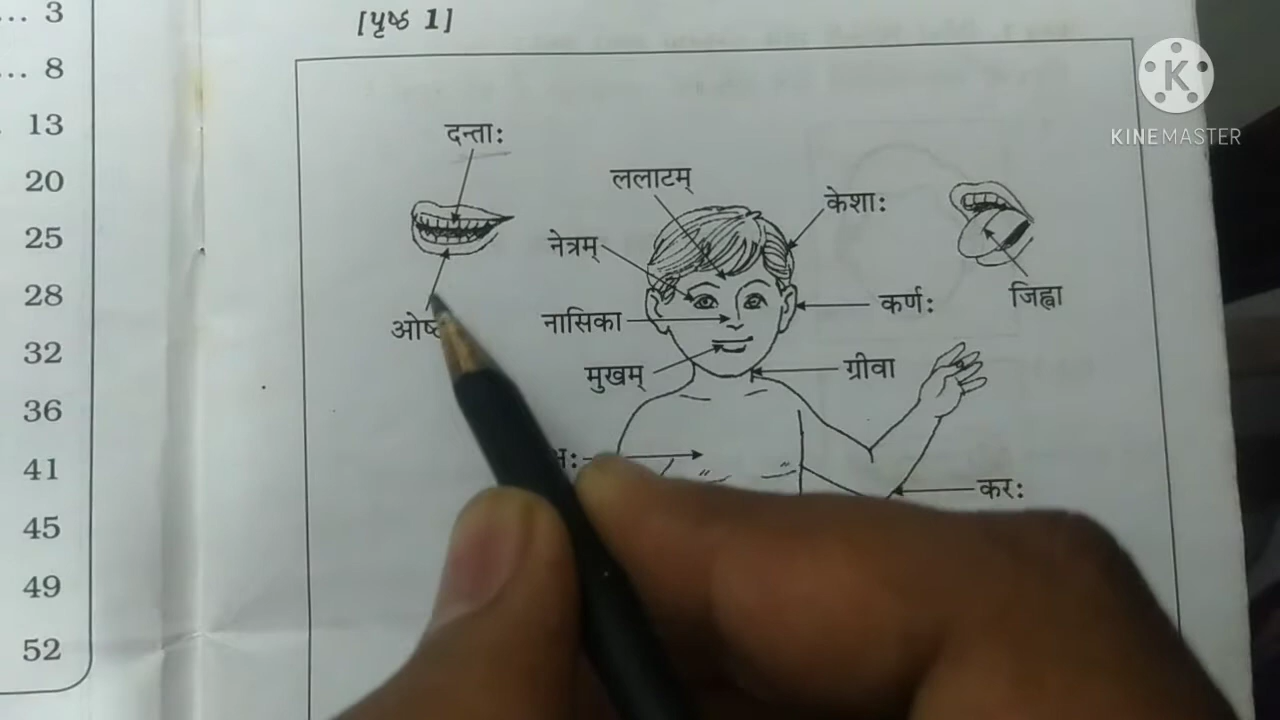 ... 3
... 8
. 13
20
25
28
32
36
41
45
49
52
[પૃષ્ઠ 1]
K
KINEMASTER
दन्ताः
ललाटम्
केशाः
नेत्रम्
जिह्वा
कर्णः
नासिका
मुखम्
ग्रीवा
करः